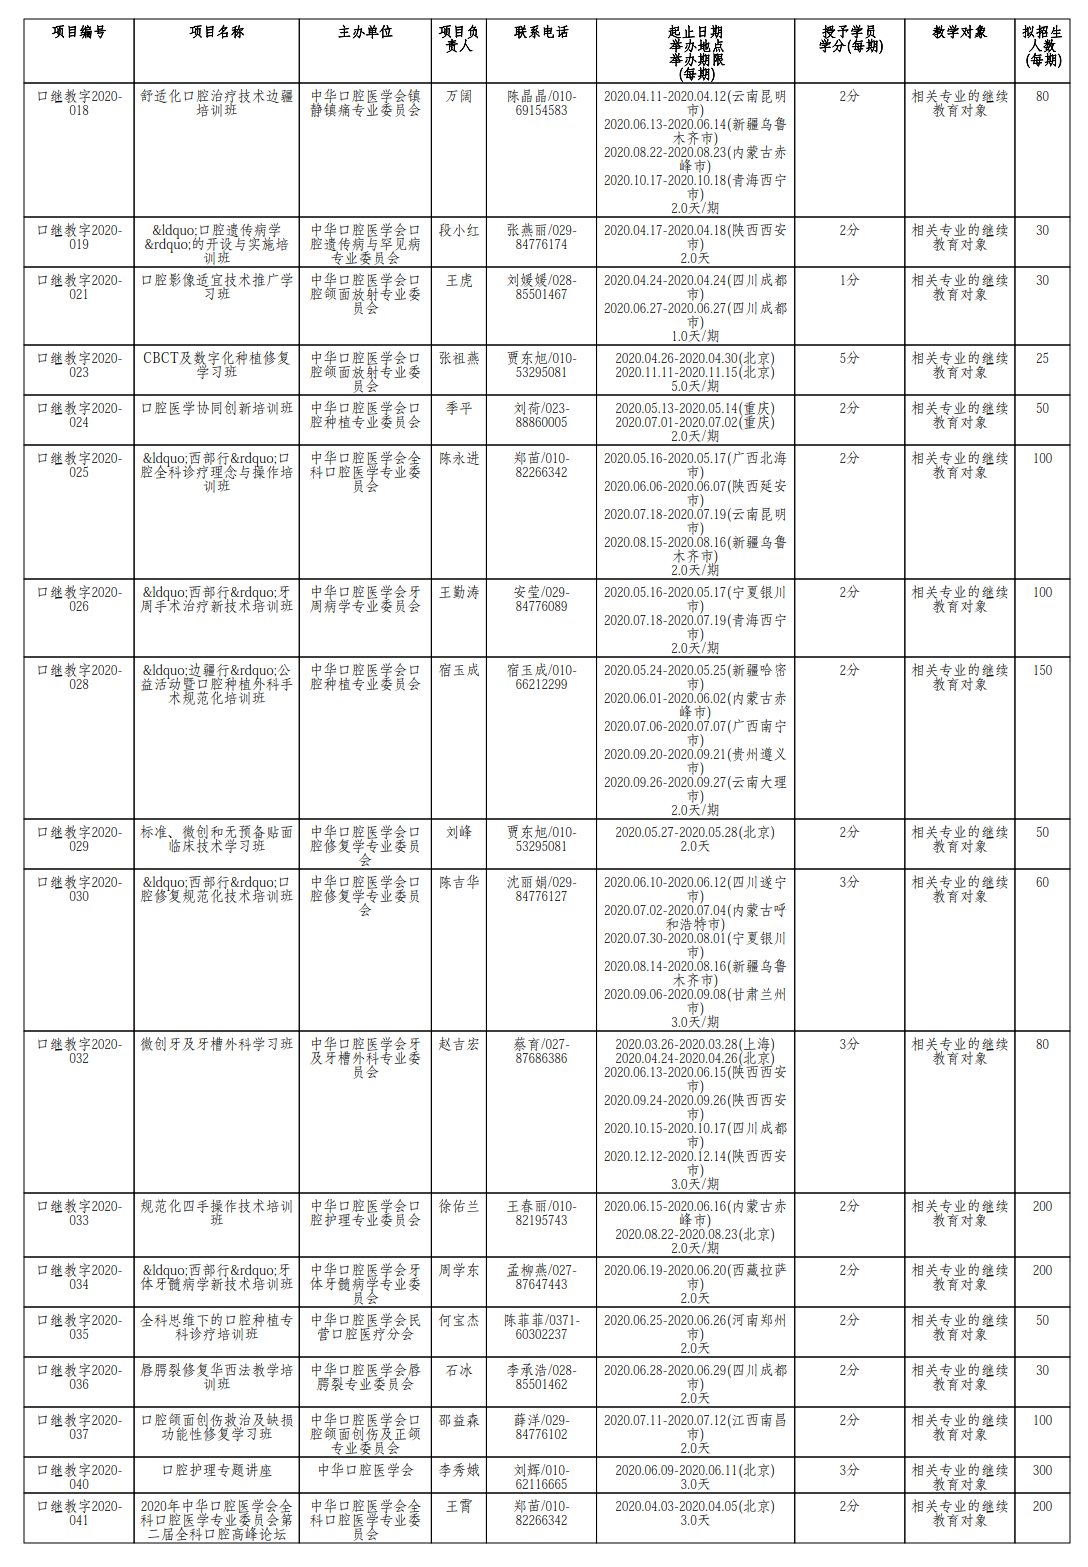 项目编号 项目名称 主办单位 项目负责人 联系电话 起止日期 举办地点 举办期限 (每期) 授予学员学分(每期) 教学对象 拟招生人数(每期)
口继教字2020-018 舒适化口腔治疗技术边疆培训班 中华口腔医学会镇静镇痛专业委员会 万阔 陈晶晶/010-69154583 2020.04.11-2020.04.12(云南昆明市) 2020.06.13-2020.06.14(新疆乌鲁木齐市) 2020.08.22-2020.08.23(内蒙古赤峰市) 2020.10.17-2020.10.18(青海西宁市) 2.0天/期 2分 相关专业的继续教育对象 80
口继教字2020-019 &ldquo;口腔遗传病学&rdquo;的开设与实施培训班 中华口腔医学会口腔遗传病与罕见病专业委员会 段小红 张燕丽/029-84776174 2020.04.17-2020.04.18(陕西西安市) 2.0天 2分 相关专业的继续教育对象 30
口继教字2020-021 口腔影像适宜技术推广学习班 中华口腔医学会口腔颌面放射专业委员会 王虎 刘媛媛/028-85501467 2020.04.24-2020.04.24(四川成都市) 2020.06.27-2020.06.27(四川成都市) 1.0天/期 1分 相关专业的继续教育对象 30
口继教字2020-023 CBCT及数字化种植修复学习班 中华口腔医学会口腔颌面放射专业委员会 张祖燕 贾东旭/010-53295081 2020.04.26-2020.04.30(北京) 2020.11.11-2020.11.15(北京) 5.0天/期 5分 相关专业的继续教育对象 25
口继教字2020-024 口腔医学协同创新培训班 中华口腔医学会口腔种植专业委员会 季平 刘荷/023-88860005 2020.05.13-2020.05.14(重庆) 2020.07.01-2020.07.02(重庆) 2.0天/期 2分 相关专业的继续教育对象 50
口继教字2020-025 &ldquo;西部行&rdquo;口腔全科诊疗理念与操作培训班 中华口腔医学会全科口腔医学专业委员会 陈永进 郑苗/010-82266342 2020.05.16-2020.05.17(广西北海市) 2020.06.06-2020.06.07(陕西延安市) 2020.07.18-2020.07.19(云南昆明市) 2020.08.15-2020.08.16(新疆乌鲁木齐市) 2.0天/期 2分 相关专业的继续教育对象 100
口继教字2020-026 &ldquo;西部行&rdquo;牙周手术治疗新技术培训班 中华口腔医学会牙周病学专业委员会 王勤涛 安莹/029-84776089 2020.05.16-2020.05.17(宁夏银川市) 2020.07.18-2020.07.19(青海西宁市) 2.0天/期 2分 相关专业的继续教育对象 100
口继教字2020-028 &ldquo;边疆行&rdquo;公益活动暨口腔种植外科手术规范化培训班 中华口腔医学会口腔种植专业委员会 宿玉成 宿玉成/010-66212299 2020.05.24-2020.05.25(新疆哈密市) 2020.06.01-2020.06.02(内蒙古赤峰市) 2020.07.06-2020.07.07(广西南宁市) 2020.09.20-2020.09.21(贵州遵义市) 2020.09.26-2020.09.27(云南大理市) 2.0天/期 2分 相关专业的继续教育对象 150
口继教字2020-029 标准、微创和无预备贴面临床技术学习班 中华口腔医学会口腔修复学专业委员会 刘峰 贾东旭/010-53295081 2020.05.27-2020.05.28(北京) 2.0天 2分 相关专业的继续教育对象 50
口继教字2020-030 &ldquo;西部行&rdquo;口腔修复规范化技术培训班 中华口腔医学会口腔修复学专业委员会 陈吉华 沈丽娟/029-84776127 2020.06.10-2020.06.12(四川遂宁市) 2020.07.02-2020.07.04(内蒙古呼和浩特市) 2020.07.30-2020.08.01(宁夏银川市) 2020.08.14-2020.08.16(新疆乌鲁木齐市) 2020.09.06-2020.09.08(甘肃兰州市) 3.0天/期 3分 相关专业的继续教育对象 60
口继教字2020-032 微创牙及牙槽外科学习班 中华口腔医学会牙及牙槽外科专业委员会 赵吉宏 蔡育/027-87686386 2020.03.26-2020.03.28(上海) 2020.04.24-2020.04.26(北京) 2020.06.13-2020.06.15(陕西西安市) 2020.09.24-2020.09.26(陕西西安市) 2020.10.15-2020.10.17(四川成都市) 2020.12.12-2020.12.14(陕西西安市) 3.0天/期 3分 相关专业的继续教育对象 80
口继教字2020-033 规范化四手操作技术培训班 中华口腔医学会口腔护理专业委员会 徐佑兰 王春丽/010-82195743 2020.06.15-2020.06.16(内蒙古赤峰市) 2020.08.22-2020.08.23(北京) 2.0天/期 2分 相关专业的继续教育对象 200
口继教字2020-034 &ldquo;西部行&rdquo;牙体牙髓病学新技术培训班 中华口腔医学会牙体牙髓病学专业委员会 周学东 孟柳燕/027-87647443 2020.06.19-2020.06.20(西藏拉萨市) 2.0天 2分 相关专业的继续教育对象 200
口继教字2020-035 全科思维下的口腔种植专科诊疗培训班 中华口腔医学会民营口腔医疗分会 何宝杰 陈菲菲/0371-60302237 2020.06.25-2020.06.26(河南郑州市) 2.0天 2分 相关专业的继续教育对象 50
口继教字2020-036 唇腭裂修复华西法教学培训班 中华口腔医学会唇腭裂专业委员会 石冰 李承浩/028-85501462 2020.06.28-2020.06.29(四川成都市) 2.0天 2分 相关专业的继续教育对象 30
口继教字2020-037 口腔颌面创伤救治及缺损功能性修复学习班 中华口腔医学会口腔颌面创伤及正颌专业委员会 邵益森 薛洋/029-84776102 2020.07.11-2020.07.12(江西南昌市) 2.0天 2分 相关专业的继续教育对象 100
口继教字2020-040 口腔护理专题讲座 中华口腔医学会 李秀娥 刘辉/010-62116665 2020.06.09-2020.06.11(北京) 3.0天 3分 相关专业的继续教育对象 300
口继教字2020-041 2020年中华口腔医学会全科口腔医学专业委员会第二届全科口腔高峰论坛 中华口腔医学会全科口腔医学专业委员会 王霄 郑苗/010-82266342 2020.04.03-2020.04.05(北京) 3.0天 2分 相关专业的继续教育对象 200